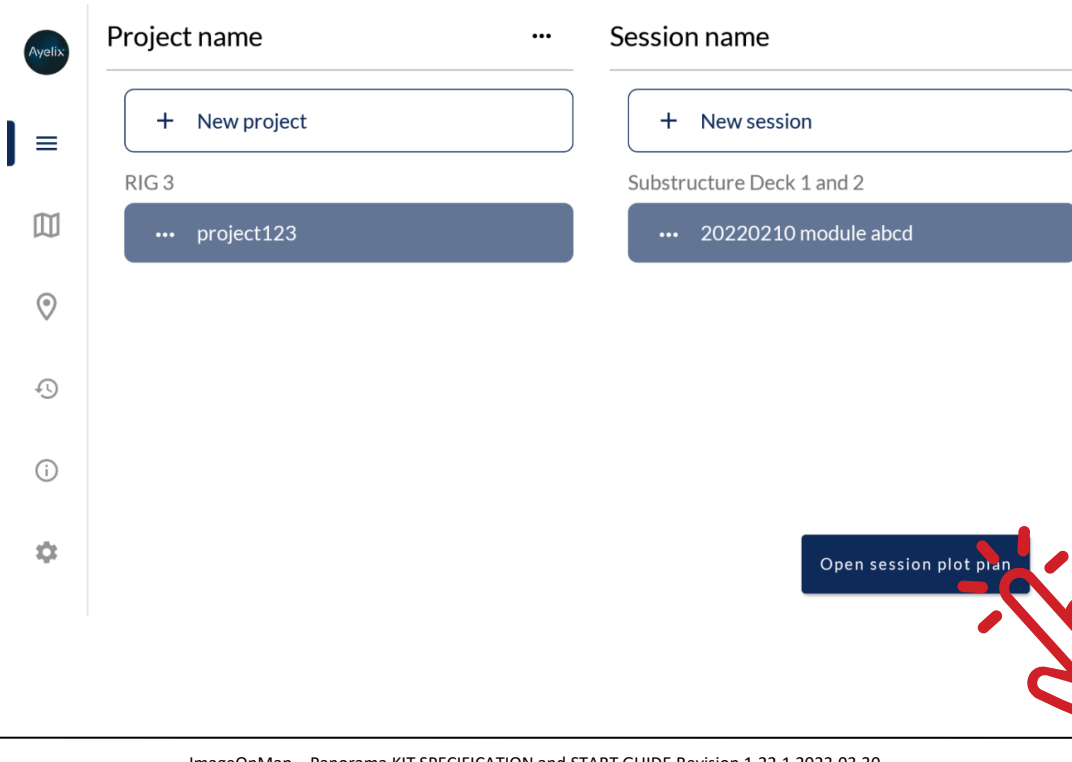 Ayelix
Project name
...
Session name
+ New project
+ New session
RIG 3
Substructure Deck 1 and 2
... project123
... 20220210 module abcd
Open session plot plan